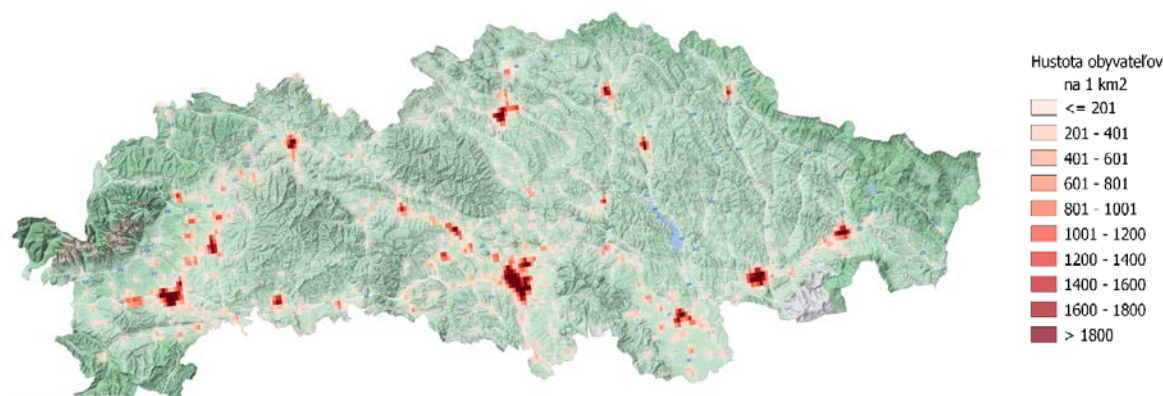 Hustota obyvateľov
na 1 km2
<= 201
201 - 401
401 - 601
601 - 801
801 - 1001
1001 - 1200
1200 - 1400
1400 - 1600
1600 - 1800
> 1800